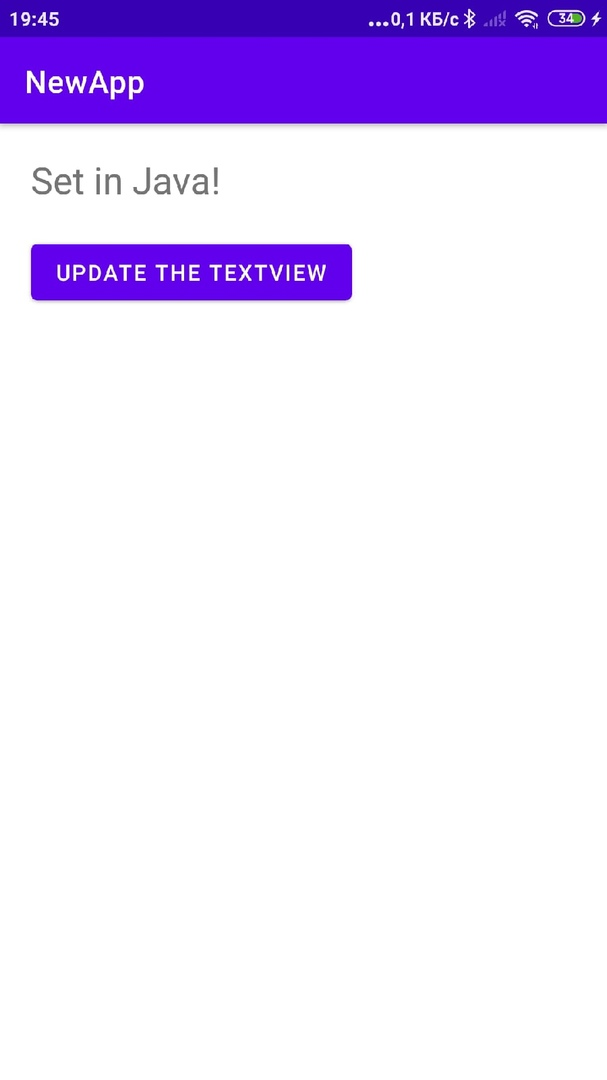 19:45
...0,1 КБ/с
34
NewApp
Set in Java!
UPDATE THE TEXTVIEW